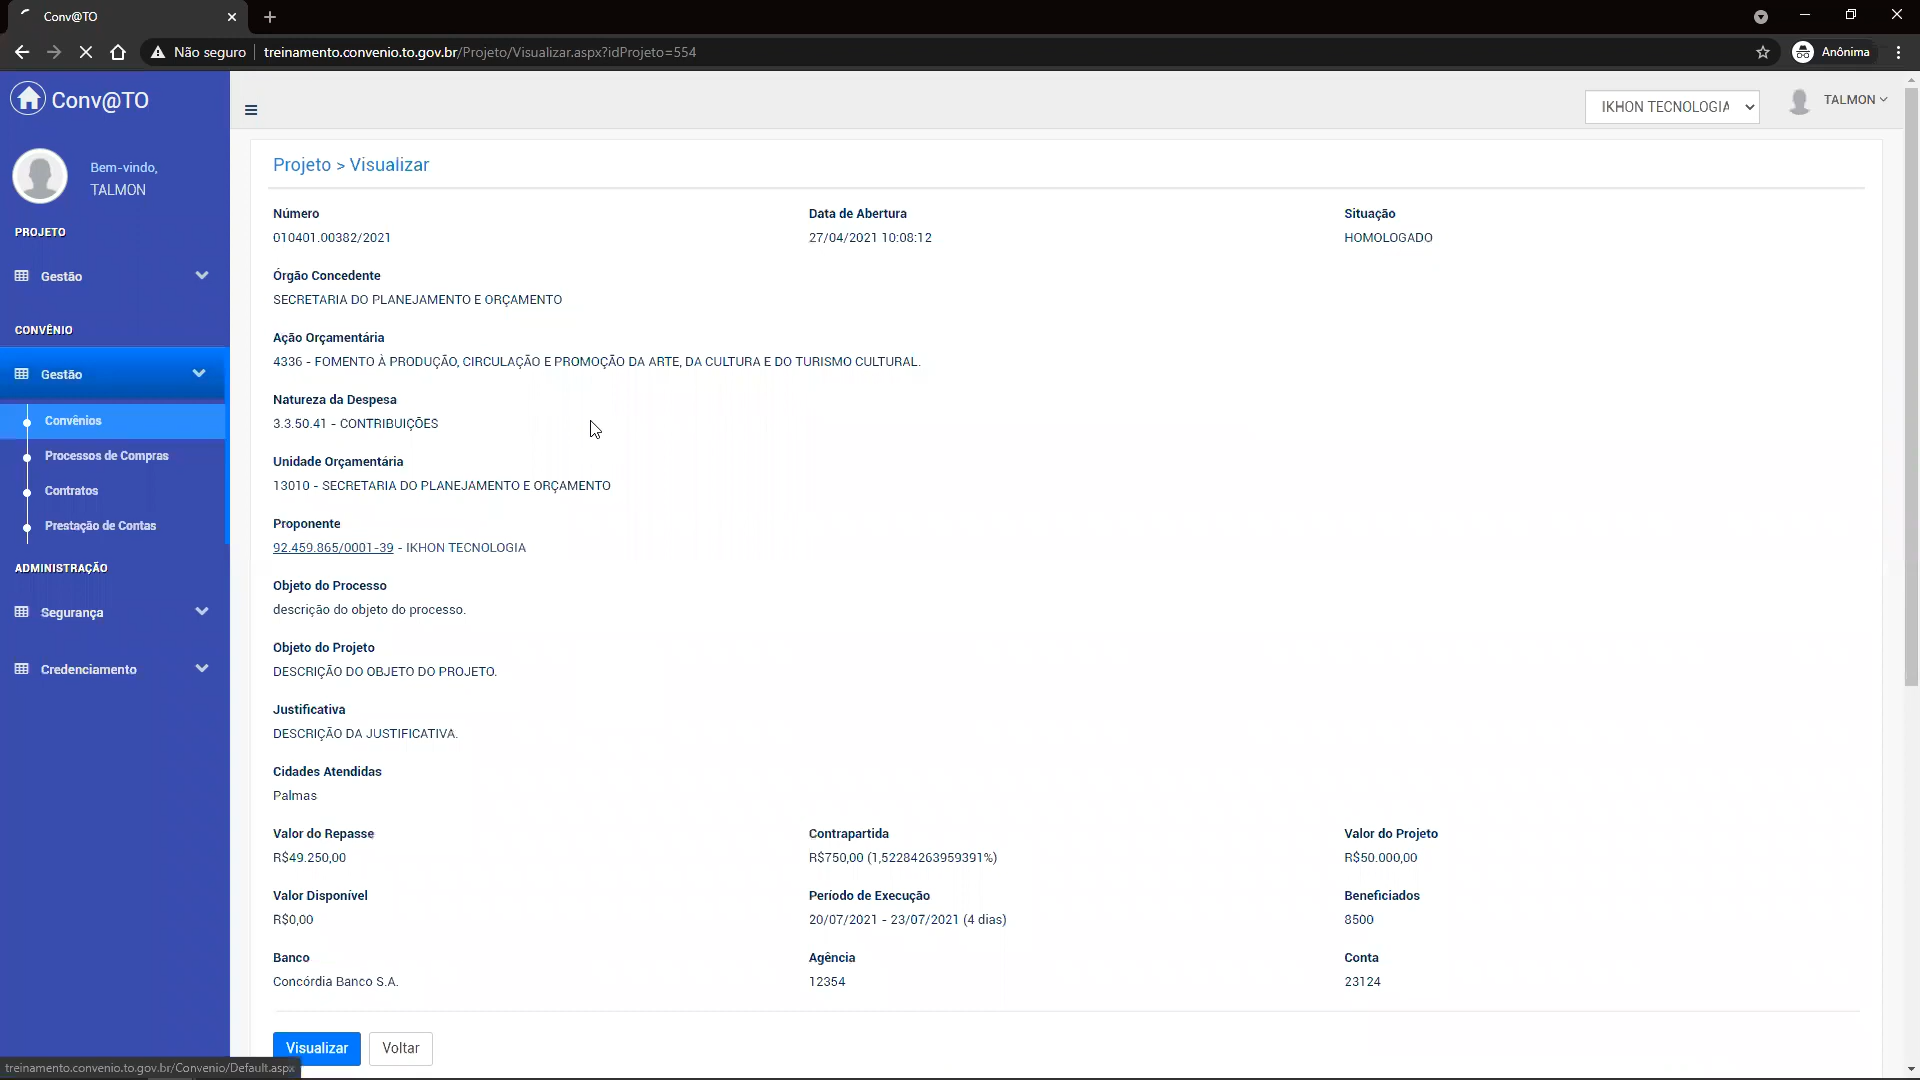 Conv@TO
Não seguro
treinamento.convenio.to.gov.br/Projeto/Visualizar.aspx?idProjeto=554
Anônima
Conv@TO
IKHON TECNOLOGIA
TALMON
Bem-vindo,
TALMON
PROJETO
Gestão
CONVÊNIO
Gestão
Convênios
Processos de Compras
Contratos
Prestação de Contas
ADMINISTRAÇÃO
Segurança
Credenciamento
Projeto > Visualizar
Número
010401.00382/2021
Data de Abertura
27/04/2021 10:08:12
Situação
HOMOLOGADO
Órgão Concedente
SECRETARIA DO PLANEJAMENTO E ORÇAMENTO
Ação Orçamentária
4336 - FOMENTO À PRODUÇÃO, CIRCULAÇÃO E PROMOÇÃO DA ARTE, DA CULTURA E DO TURISMO CULTURAL.
Natureza da Despesa
3.3.50.41 - CONTRIBUIÇÕES
Unidade Orçamentária
13010 - SECRETARIA DO PLANEJAMENTO E ORÇAMENTO
Proponente
92.459.865/0001-39 - IKHON TECNOLOGIA
Objeto do Processo
descrição do objeto do processo.
Objeto do Projeto
DESCRIÇÃO DO OBJETO DO PROJETO.
Justificativa
DESCRIÇÃO DA JUSTIFICATIVA.
Cidades Atendidas
Palmas
Valor do Repasse
R$49.250,00
Contrapartida
R$750,00 (1,52284263959391%)
Valor do Projeto
R$50.000,00
Valor Disponível
R$0,00
Período de Execução
20/07/2021 - 23/07/2021 (4 dias)
Beneficiados
8500
Banco
Concórdia Banco S.A.
Agência
12354
Conta
23124
Visualizar
Voltar
treinamento.convenio.to.gov.br/Convenio/Default.aspx